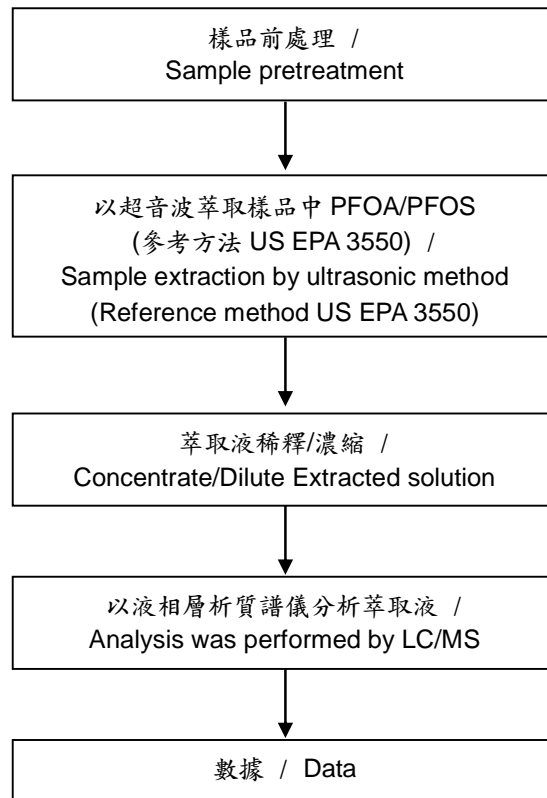 樣品前處理 /
Sample pretreatment
以超音波萃取樣品中 PFOA/PFOS
(參考方法 US EPA 3550) /
Sample extraction by ultrasonic method
(Reference method US EPA 3550)
萃取液稀釋/濃縮 /
Concentrate/Dilute Extracted solution
以液相層析質譜儀分析萃取液 /
Analysis was performed by LC/MS
數據 / Data